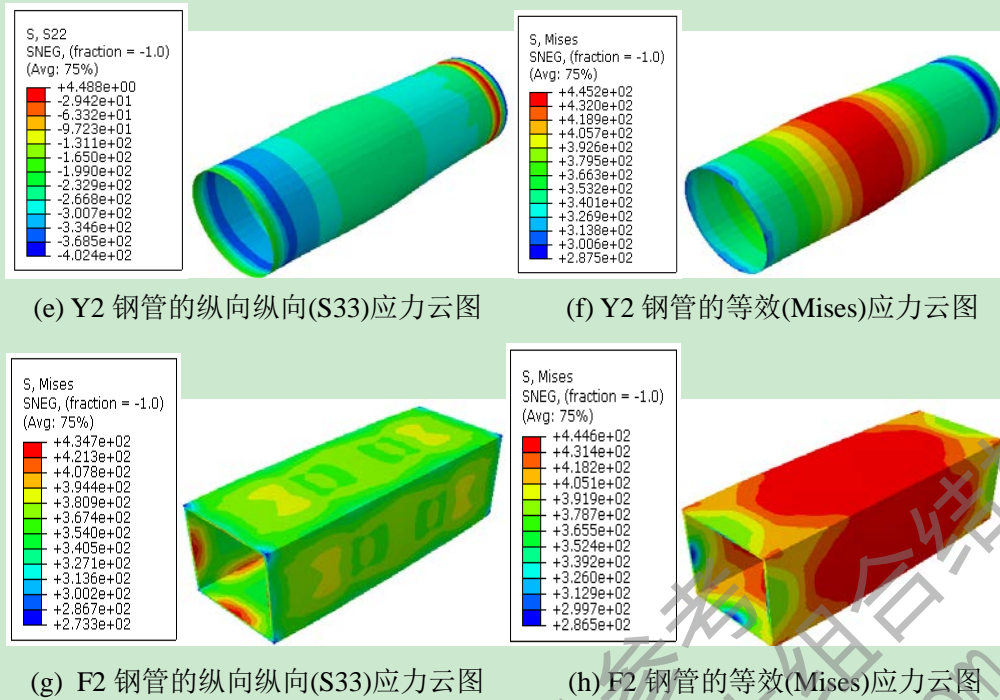 S, S22
SNEG, (fraction = -1.0)
(Avg: 75%)
+4.488e+00
-2.942e+01
-6.332e+01
-9.723e+01
-1.311e+02
-1.650e+02
-1.990e+02
-2.329e+02
-2.668e+02
-3.007e+02
-3.346e+02
-3.685e+02
-4.024e+02
S, Mises
SNEG, (fraction = -1.0)
(Avg: 75%)
+4.452e+02
+4.320e+02
+4.189e+02
+4.057e+02
+3.926e+02
+3.795e+02
+3.663e+02
+3.532e+02
+3.401e+02
+3.269e+02
+3.138e+02
+3.006e+02
+2.875e+02
(e) Y2 钢管的纵向纵向(S33)应力云图
(f) Y2 钢管的等效(Mises)应力云图
S, Mises
SNEG, (fraction = -1.0)
(Avg: 75%)
+4.347e+02
+4.213e+02
+4.078e+02
+3.944e+02
+3.809e+02
+3.674e+02
+3.540e+02
+3.405e+02
+3.271e+02
+3.136e+02
+3.002e+02
+2.867e+02
+2.733e+02
S, Mises
SNEG, (fraction = -1.0)
(Avg: 75%)
+4.446e+02
+4.314e+02
+4.182e+02
+4.051e+02
+3.919e+02
+3.787e+02
+3.655e+02
+3.524e+02
+3.392e+02
+3.260e+02
+3.129e+02
+2.997e+02
+2.865e+02
(g) F2 钢管的纵向纵向(S33)应力云图
(h) F2 钢管的等效(Mises)应力云图
参考
组合结